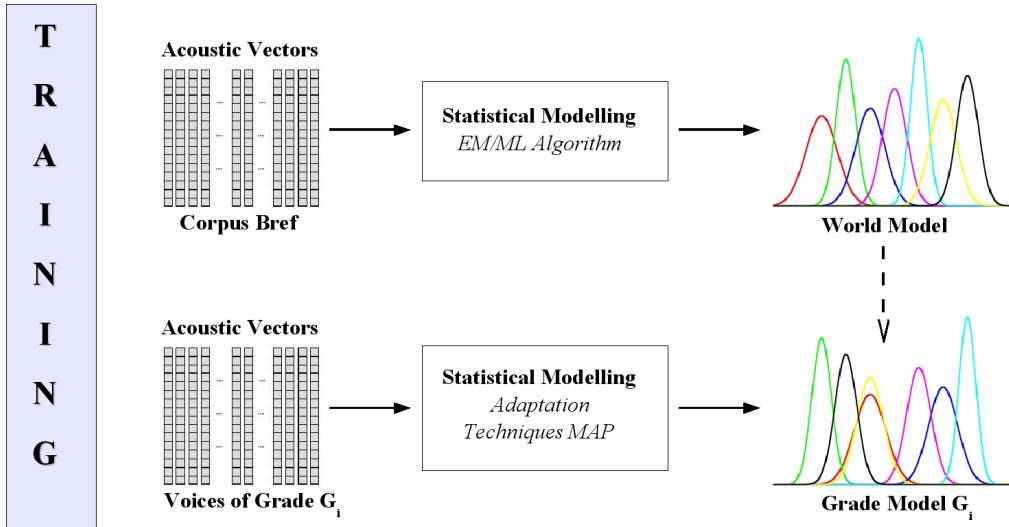 T
R
A
I
N
I
N
G
Acoustic Vectors
... ...
... ...
... ...
Corpus Bref
Statistical Modelling
EM/ML Algorithm
World Model
Acoustic Vectors
... ...
... ...
... ...
Voices of Grade Gi
Statistical Modelling
Adaptation
Techniques MAP
Grade Model Gi